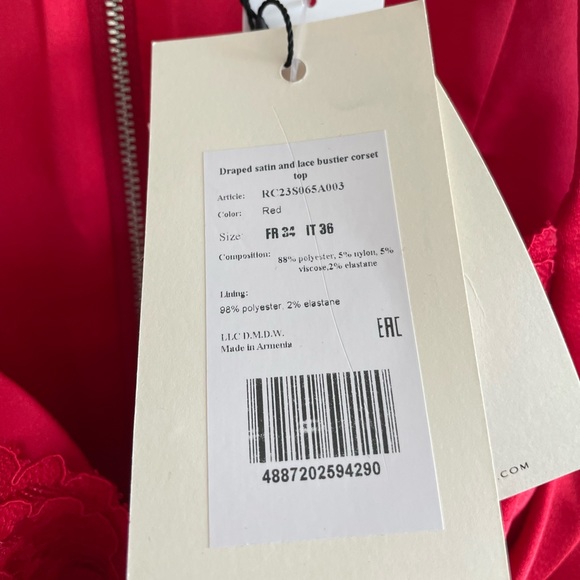 Draped satin and lace bustier corset
top
Article: RC23S065A003
Color: Red
Size: FR 34 IT 36
Composition: 88% polyester, 5% nylon, 5%
viscose,2% elastane
Lining:
98% polyester, 2% elastane
LLC D.M.D.W.
Made in Armenia
EAC
4887202594290
.COM